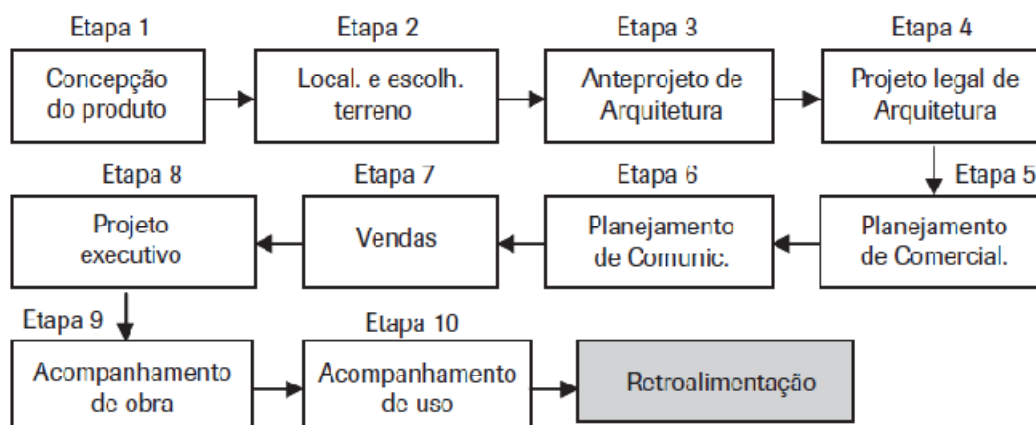 Etapa 1
Concepção
do produto
Etapa 2
Local. e escolh.
terreno
Etapa 3
Anteprojeto de
Arquitetura
Etapa 4
Projeto legal de
Arquitetura
Etapa 5
Planejamento
de Comercial.
Etapa 6
Planejamento
de Comunic.
Etapa 7
Vendas
Etapa 8
Projeto
executivo
Etapa 9
Acompanhamento
de obra
Etapa 10
Acompanhamento
de uso
Retroalimentação